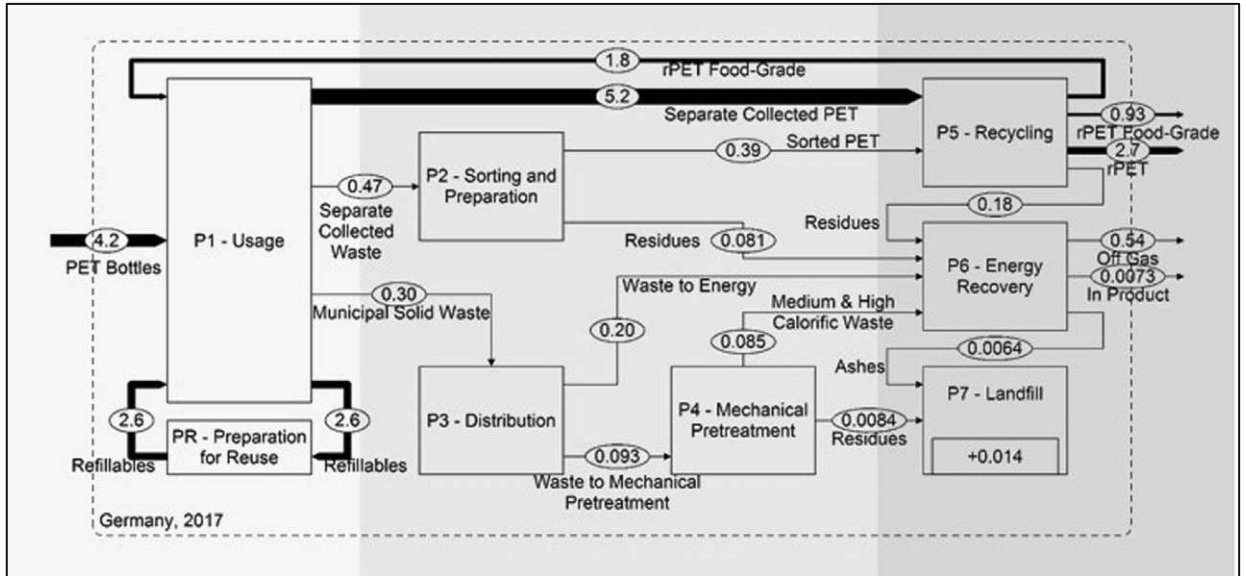 1.8
rPET Food-Grade
5.2
Separate Collected PET
P5 - Recycling
0.93
rPET Food-Grade
2.7
rPET
P2 - Sorting and
Preparation
0.39
Sorted PET
0.47
Separate
Collected
Waste
P1 - Usage
4.2
PET Bottles
Residues
0.081
Residues
0.18
P6 - Energy
Recovery
0.54
Off Gas
0.0073
In Product
Waste to Energy
0.20
Medium & High
Calorific Waste
0.085
0.30
Municipal Solid Waste
Ashes
0.0064
P3 - Distribution
P4 - Mechanical
Pretreatment
P7 - Landfill
+0.014
0.0084
Residues
0.093
Waste to Mechanical
Pretreatment
2.6
Refillables
PR - Preparation
for Reuse
2.6
Refillables
Germany, 2017